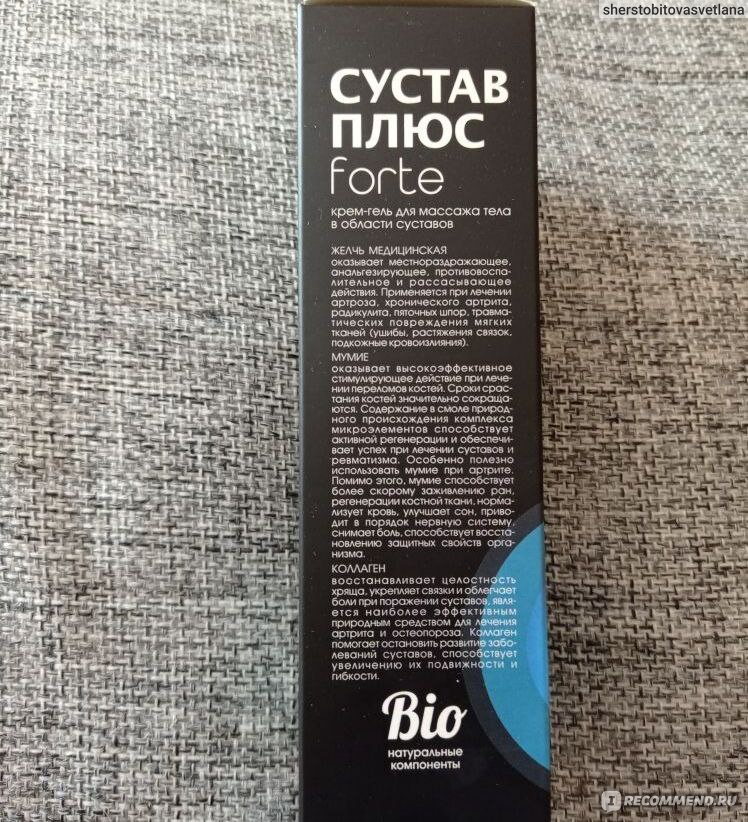 sherstobitovasvetlana
СУСТАВ
ПЛЮС
forte
крем-гель для массажа тела
в области суставов
ЖЕЛЧЬ МЕДИЦИНСКАЯ
оказывает местнораздражающее,
анальгезирующее, противовоспа-
лительное и рассасывающее
действия. Применяется при лечении
артроза, хронического артрита,
радикулита, пяточных шпор, травма-
тических повреждения мягких
тканей (ушибы, растяжения связок,
подкожные кровоизлияния).
МУМИЕ
оказывает высокоэффективное
стимулирующее действие при лече-
нии переломов костей. Сроки срас-
тания костей значительно сокраща-
ются. Содержание в смоле природ-
ного происхождения комплекса
микроэлементов способствует
активной регенерации и обеспечи-
вает успех при лечении суставов и
ревматизма. Особенно полезно
использовать мумие при артрите.
Помимо этого, мумие способствует
более скорому заживлению ран,
регенерации костной ткани, норма-
лизует кровь, улучшает сон, приво-
дит в порядок нервную систему,
снимает боль, способствует восста-
новлению защитных свойств орга-
низма.
КОЛЛАГЕН
восстанавливает целостность
хряща, укрепляет связки и облегчает
боли при поражении суставов, явля-
ется наиболее эффективным
природным средством для лечения
артрита и остеопороза. Коллаген
помогает остановить развитие забо-
леваний суставов, способствует
увеличению их подвижности и
гибкости.
Bio
натуральные
компоненты
I RECOMMEND.RU